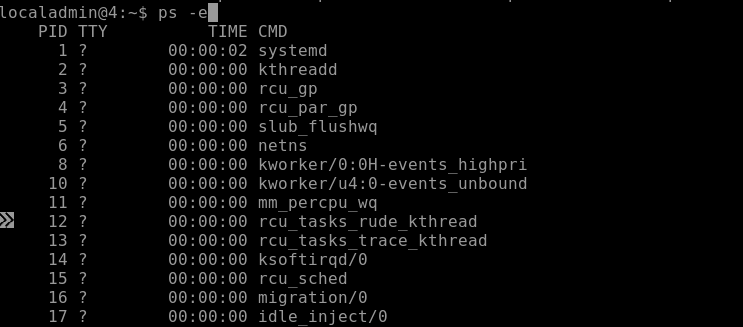 localadmin@4:~$ ps -e
PID TTY TIME CMD
1 ? 00:00:02 systemd
2 ? 00:00:00 kthreadd
3 ? 00:00:00 rcu_gp
4 ? 00:00:00 rcu_par_gp
5 ? 00:00:00 slub_flushwq
6 ? 00:00:00 netns
8 ? 00:00:00 kworker/0:0H-events_highpri
10 ? 00:00:00 kworker/u4:0-events_unbound
11 ? 00:00:00 mm_percpu_wq
12 ? 00:00:00 rcu_tasks_rude_kthread
13 ? 00:00:00 rcu_tasks_trace_kthread
14 ? 00:00:00 ksoftirqd/0
15 ? 00:00:00 rcu_sched
16 ? 00:00:00 migration/0
17 ? 00:00:00 idle_inject/0